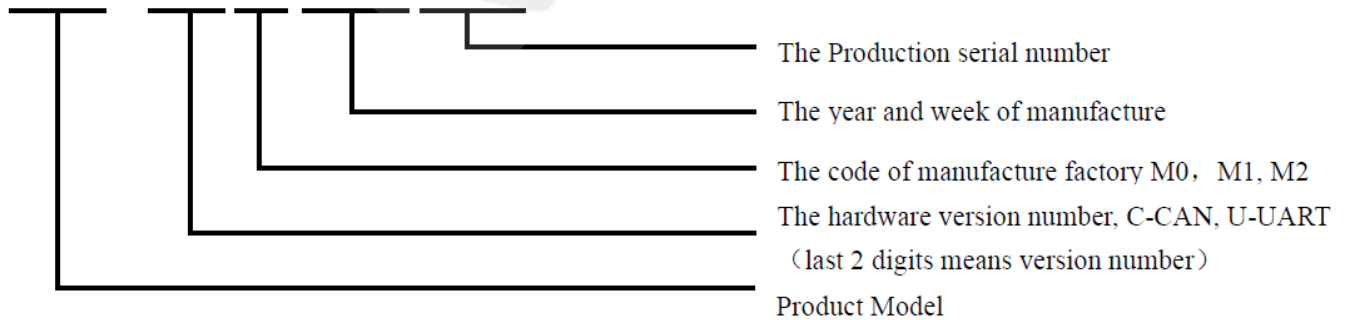 The Production serial number
The year and week of manufacture
The code of manufacture factory M0，M1, M2
The hardware version number, C-CAN, U-UART
（last 2 digits means version number）
Product Model